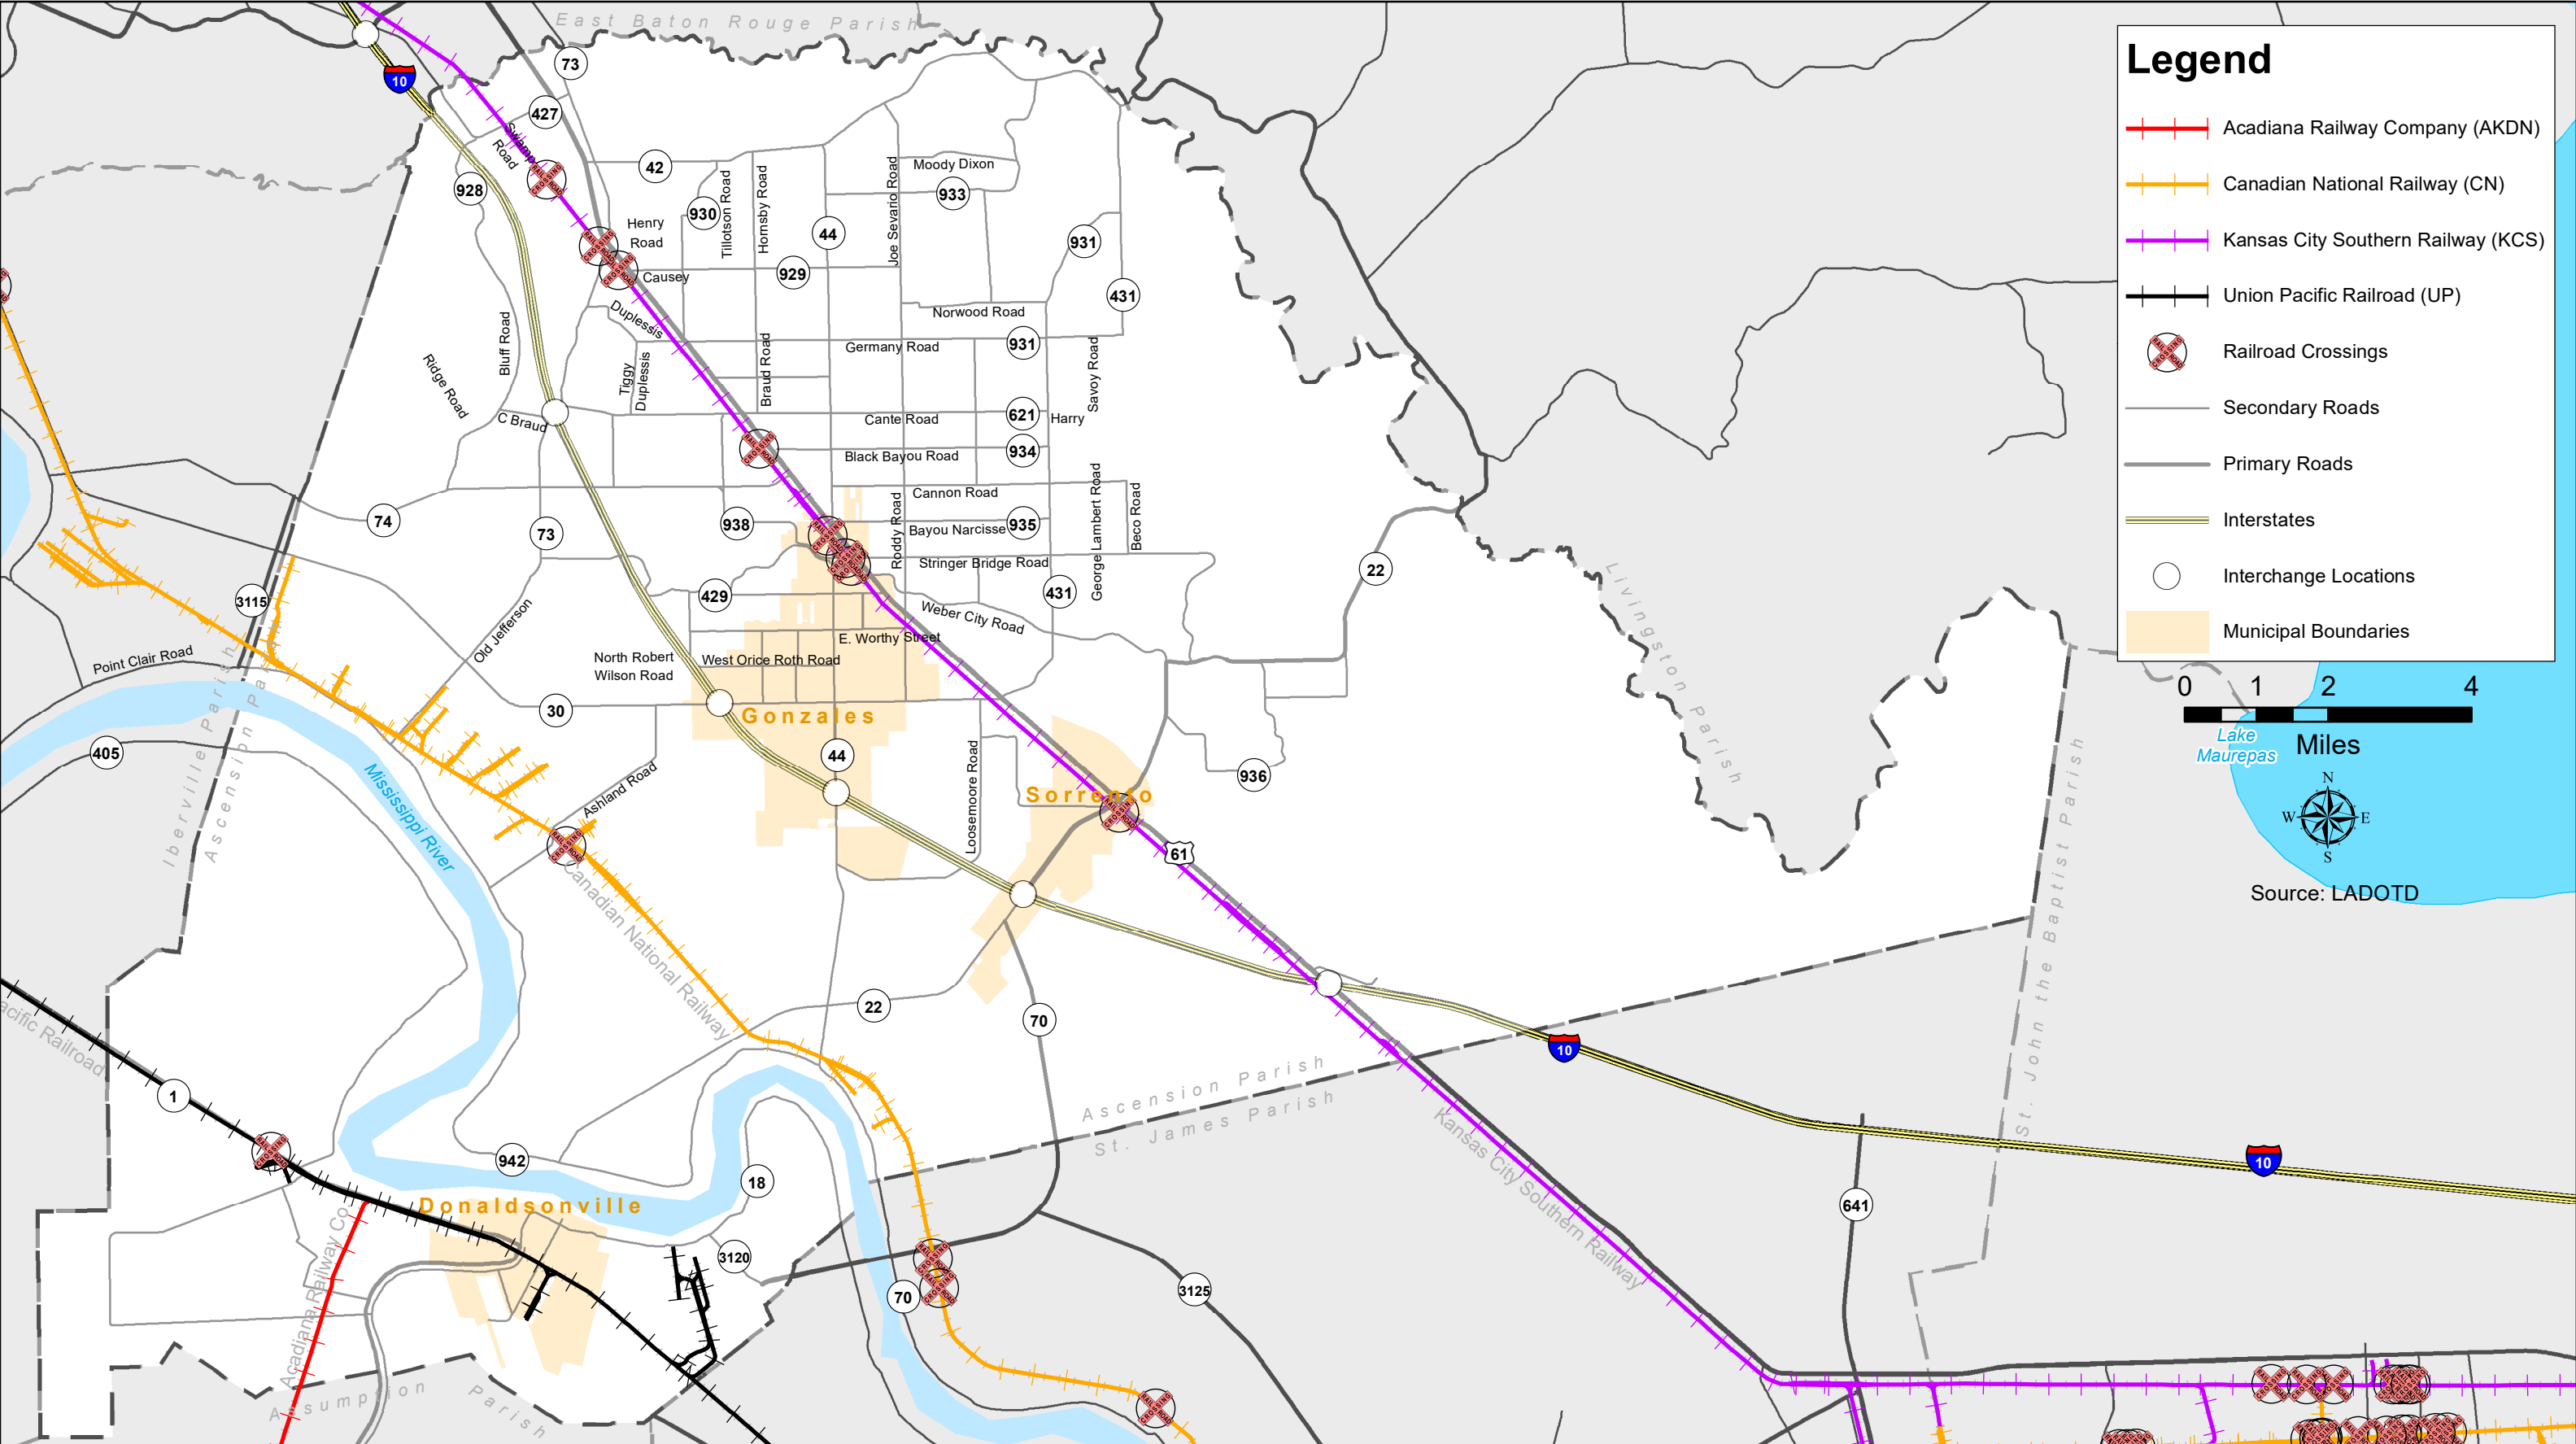 East Baton Rouge Parish
73
10
427
Swamp
Road
42
Moody Dixon
933
928
930
Tillotson Road
Hornsby Road
Joe Sevario Road
Henry
Road
44
931
929
Causey
431
Norwood Road
Duplessis
Bluff Road
Germany Road
931
Ridge Road
Tiggy
Duplessis
Braud Road
Savoy Road
C Braud
Cante Road
621
Harry
Black Bayou Road
934
Cannon Road
74
73
938
Roddy Road
Bayou Narcisse
935
George Lambert Road
Beco Road
Stringer Bridge Road
22
3115
429
431
Weber City Road
Old Jefferson
E. Worthy Street
North Robert
Wilson Road
West Orice Roth Road
Point Clair Road
30
Gonzales
405
Iberville Parish
Ascension Parish
Mississippi River
44
Loosemoore Road
936
Sorrento
Ashland Road
61
Canadian National Railway
Livingston Parish
St. John the Baptist Parish
22
70
10
Pacific Railroad
1
Ascension Parish
St. James Parish
Kansas City Southern Railway
942
18
10
Donaldsonville
641
3120
70
3125
Acadiana Railway Co
Assumption Parish
Legend
Acadiana Railway Company (AKDN)
Canadian National Railway (CN)
Kansas City Southern Railway (KCS)
Union Pacific Railroad (UP)
Railroad Crossings
Secondary Roads
Primary Roads
Interstates
Interchange Locations
Municipal Boundaries
0 1 2 4
Miles
Lake
Maurepas
N
W E
S
Source: LADOTD